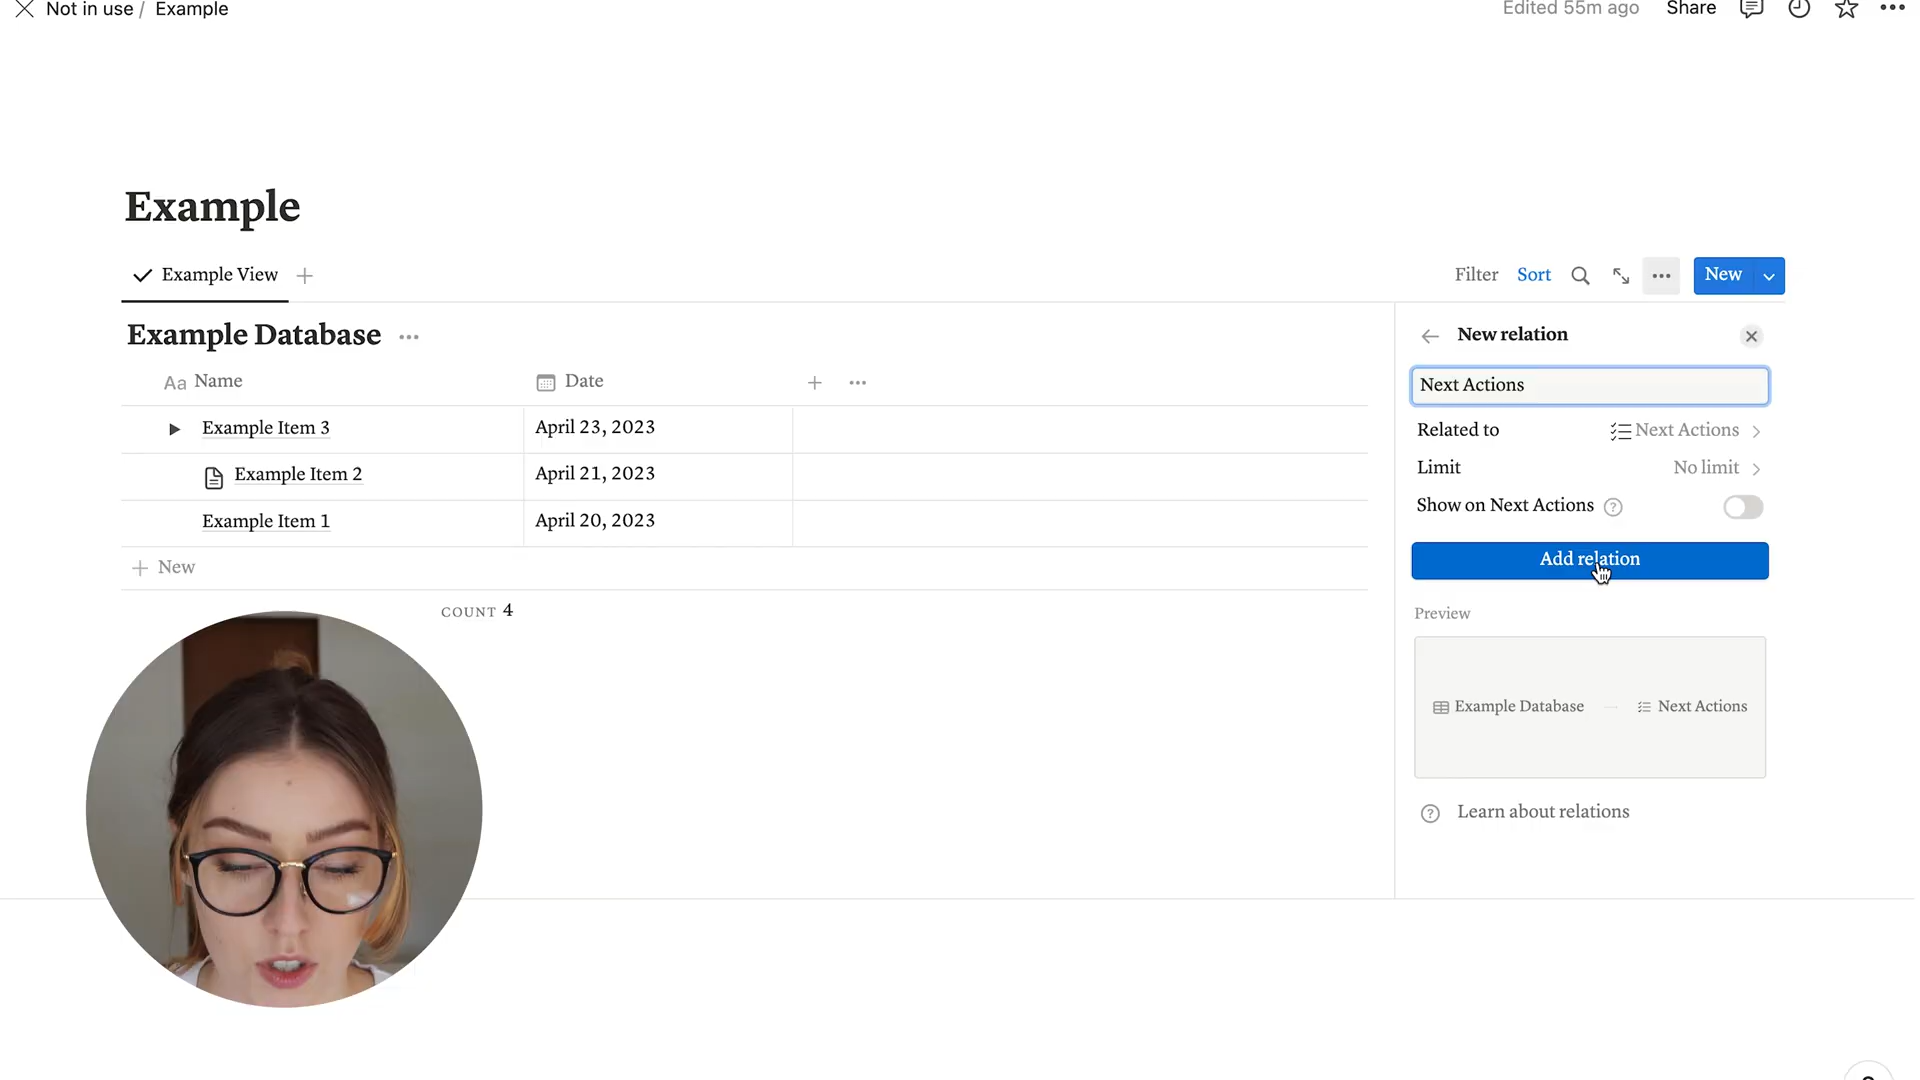 Not in use / Example
Edited 55m ago Share
Example
Example View
Filter Sort New
Example Database
New relation
Aa Name Date
Next Actions
Example Item 3 April 23, 2023
Related to Next Actions
Example Item 2 April 21, 2023
Limit No limit
Show on Next Actions ?
Example Item 1 April 20, 2023
New
Add relation
COUNT 4
Preview
Example Database Next Actions
? Learn about relations